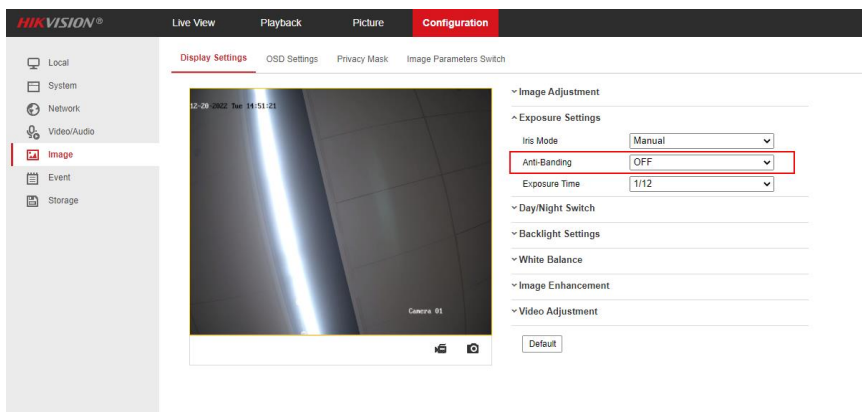 HIKVISION® Live View Playback Picture Configuration
Display Settings OSD Settings Privacy Mask Image Parameters Switch
Local
System
Network
Video/Audio
Image
Event
Storage
12-20-2022 Tue 14:51:21
Camera 01
Image Adjustment
Exposure Settings
Iris Mode Manual
Anti-Banding OFF
Exposure Time 1/12
Day/Night Switch
Backlight Settings
White Balance
Image Enhancement
Video Adjustment
Default